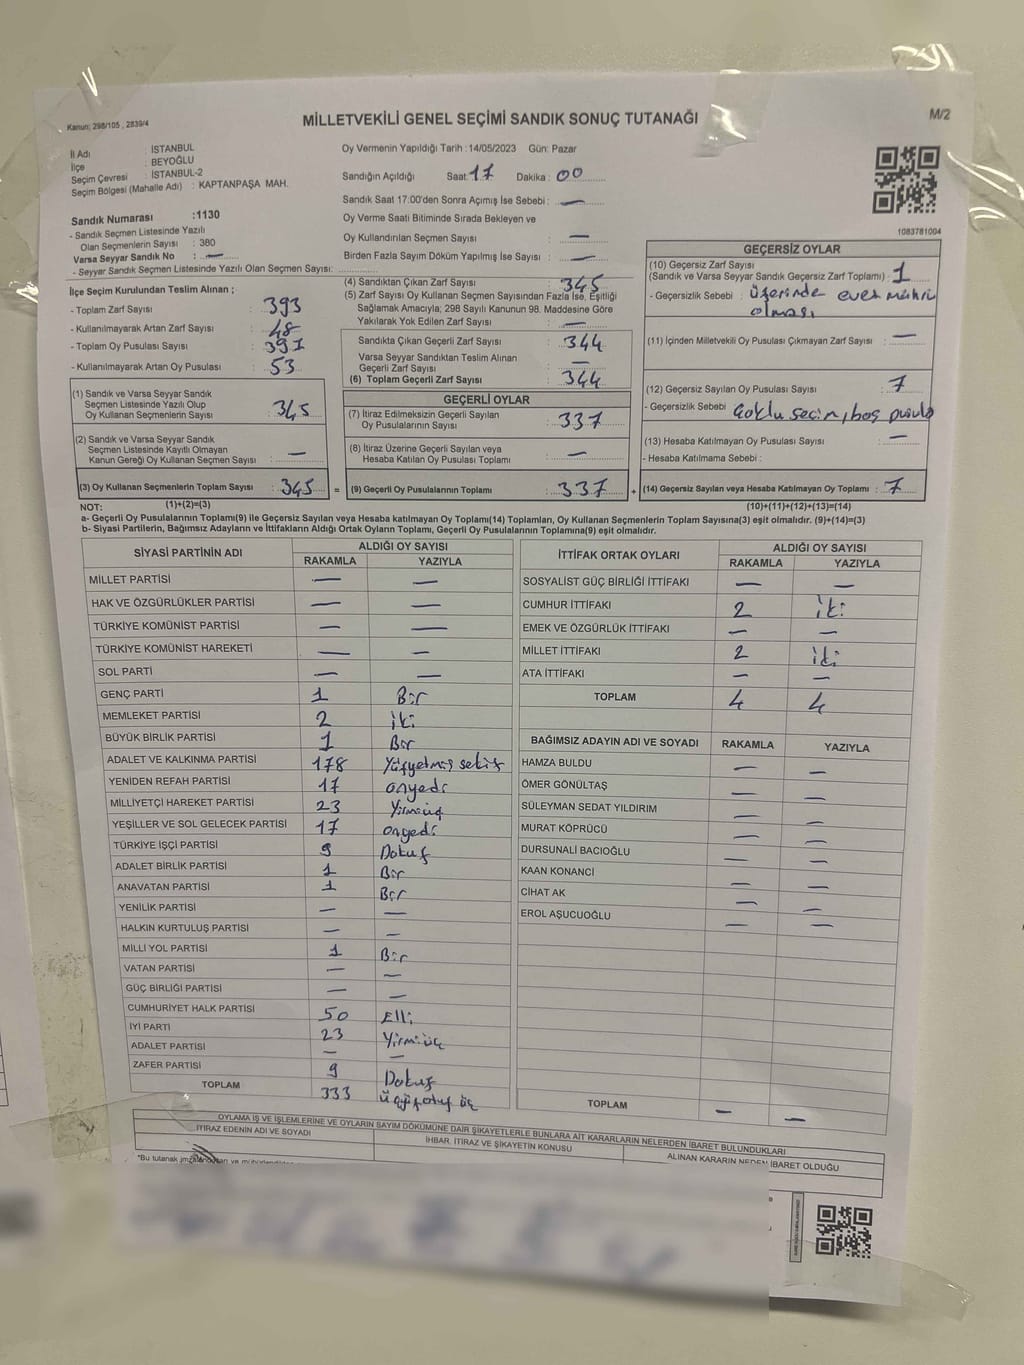 Kanun; 298/105 , 2839/4
MİLLETVEKİLİ GENEL SEÇİMİ SANDIK SONUÇ TUTANAĞI
M/2
İl Adı : İSTANBUL
İlçe : BEYOĞLU
Seçim Çevresi : İSTANBUL-2
Seçim Bölgesi (Mahalle Adı) : KAPTANPAŞA MAH.
Sandık Numarası :1130
- Sandık Seçmen Listesinde Yazılı
Olan Seçmenlerin Sayısı : 380
Varsa Seyyar Sandık No : —
- Seyyar Sandık Seçmen Listesinde Yazılı Olan Seçmen Sayısı:
İlçe Seçim Kurulundan Teslim Alınan ;
- Toplam Zarf Sayısı : 393
- Kullanılmayarak Artan Zarf Sayısı : 48
- Toplam Oy Pusulası Sayısı : 397
- Kullanılmayarak Artan Oy Pusulası : 53
(1) Sandık ve Varsa Seyyar Sandık
Seçmen Listesinde Yazılı Olup
Oy Kullanan Seçmenlerin Sayısı : 345
(2) Sandık ve Varsa Seyyar Sandık
Seçmen Listesinde Kayıtlı Olmayan
Kanun Gereği Oy Kullanan Seçmen Sayısı : —
(3) Oy Kullanan Seçmenlerin Toplam Sayısı : 345
Oy Vermenin Yapıldığı Tarih : 14/05/2023 Gün: Pazar
Sandığın Açıldığı Saat: 17 Dakika : 00
Sandık Saat 17.00'den Sonra Açımış İse Sebebi : —
Oy Verme Saati Bitiminde Sırada Bekleyen ve
Oy Kullandırılan Seçmen Sayısı : —
Birden Fazla Sayım Döküm Yapılmış İse Sayısı : —
(4) Sandıktan Çıkan Zarf Sayısı : 345
(5) Zarf Sayısı Oy Kullanan Seçmen Sayısından Fazla İse, Eşitliği
Sağlamak Amacıyla; 298 Sayılı Kanunun 98. Maddesine Göre
Yakılarak Yok Edilen Zarf Sayısı : —
Sandıkta Çıkan Geçerli Zarf Sayısı : 344
Varsa Seyyar Sandıktan Teslim Alınan
Geçerli Zarf Sayısı : —
(6) Toplam Geçerli Zarf Sayısı : 344
GEÇERLİ OYLAR
(7) İtiraz Edilmeksizin Geçerli Sayılan
Oy Pusulalarının Sayısı : 337
(8) İtiraz Üzerine Geçerli Sayılan veya
Hesaba Katılan Oy Pusulası Toplamı : —
= (9) Geçerli Oy Pusulalarının Toplamı : 337
1083781004
GEÇERSİZ OYLAR
(10) Geçersiz Zarf Sayısı
(Sandık ve Varsa Seyyar Sandık Geçersiz Zarf Toplamı) : 1
- Geçersizlik Sebebi : üzerinde evet mührü
olması
(11) İçinden Milletvekili Oy Pusulası Çıkmayan Zarf Sayısı : —
(12) Geçersiz Sayılan Oy Pusulası Sayısı : 7
- Geçersizlik Sebebi : Çoklu seçim, boş pusula
(13) Hesaba Katılmayan Oy Pusulası Sayısı : —
- Hesaba Katılmama Sebebi :
+ (14) Geçersiz Sayılan veya Hesaba Katılmayan Oy Toplamı : 7
NOT: (1)+(2)=(3) (10)+(11)+(12)+(13)=(14)
a- Geçerli Oy Pusulalarının Toplamı(9) ile Geçersiz Sayılan veya Hesaba katılmayan Oy Toplamı(14) Toplamları, Oy Kullanan Seçmenlerin Toplam Sayısına(3) eşit olmalıdır. (9)+(14)=(3)
b- Siyasi Partilerin, Bağımsız Adayların ve İttifakların Aldığı Ortak Oyların Toplamı, Geçerli Oy Pusulalarının Toplamına(9) eşit olmalıdır.
SİYASİ PARTİNİN ADI ALDIĞI OY SAYISI
RAKAMLA YAZIYLA
MİLLET PARTİSİ — —
HAK VE ÖZGÜRLÜKLER PARTİSİ — —
TÜRKİYE KOMÜNİST PARTİSİ — —
TÜRKİYE KOMÜNİST HAREKETİ — —
SOL PARTİ — —
GENÇ PARTİ 1 Bir
MEMLEKET PARTİSİ 2 iki
BÜYÜK BİRLİK PARTİSİ 1 Bir
ADALET VE KALKINMA PARTİSİ 178 Yüzyetmiş sekiz
YENİDEN REFAH PARTİSİ 17 onyedi
MİLLİYETÇİ HAREKET PARTİSİ 23 Yirmiüç
YEŞİLLER VE SOL GELECEK PARTİSİ 17 onyedi
TÜRKİYE İŞÇİ PARTİSİ 9 Dokuz
ADALET BİRLİK PARTİSİ 1 Bir
ANAVATAN PARTİSİ 1 Bir
YENİLİK PARTİSİ — —
HALKIN KURTULUŞ PARTİSİ — —
MİLLİ YOL PARTİSİ 1 Bir
VATAN PARTİSİ — —
GÜÇ BİRLİĞİ PARTİSİ — —
CUMHURİYET HALK PARTİSİ 50 Elli
İYİ PARTİ 23 Yirmiüç
ADALET PARTİSİ — —
ZAFER PARTİSİ 9 Dokuz
TOPLAM 333 üçyüzotuz üç
İTTİFAK ORTAK OYLARI ALDIĞI OY SAYISI
RAKAMLA YAZIYLA
SOSYALİST GÜÇ BİRLİĞİ İTTİFAKI — —
CUMHUR İTTİFAKI 2 iki
EMEK VE ÖZGÜRLÜK İTTİFAKI — —
MİLLET İTTİFAKI 2 iki
ATA İTTİFAKI — —
TOPLAM 4 4
BAĞIMSIZ ADAYIN ADI VE SOYADI RAKAMLA YAZIYLA
HAMZA BULDU — —
ÖMER GÖNÜLTAŞ — —
SÜLEYMAN SEDAT YILDIRIM — —
MURAT KÖPRÜCÜ — —
DURSUNALİ BACIOĞLU — —
KAAN KONANCİ — —
CİHAT AK — —
EROL AŞUCUOĞLU — —
TOPLAM — —
OYLAMA İŞ VE İŞLEMLERİNE VE OYLARIN SAYIM DÖKÜMÜNE DAİR ŞİKAYETLERLE BUNLARA AİT KARARLARIN NELERDEN İBARET BULUNDUKLARI
İTİRAZ EDENİN ADI VE SOYADI İHBAR, İTİRAZ VE ŞİKAYETİN KONUSU ALINAN KARARIN NEDEN İBARET OLDUĞU
*Bu tutanak